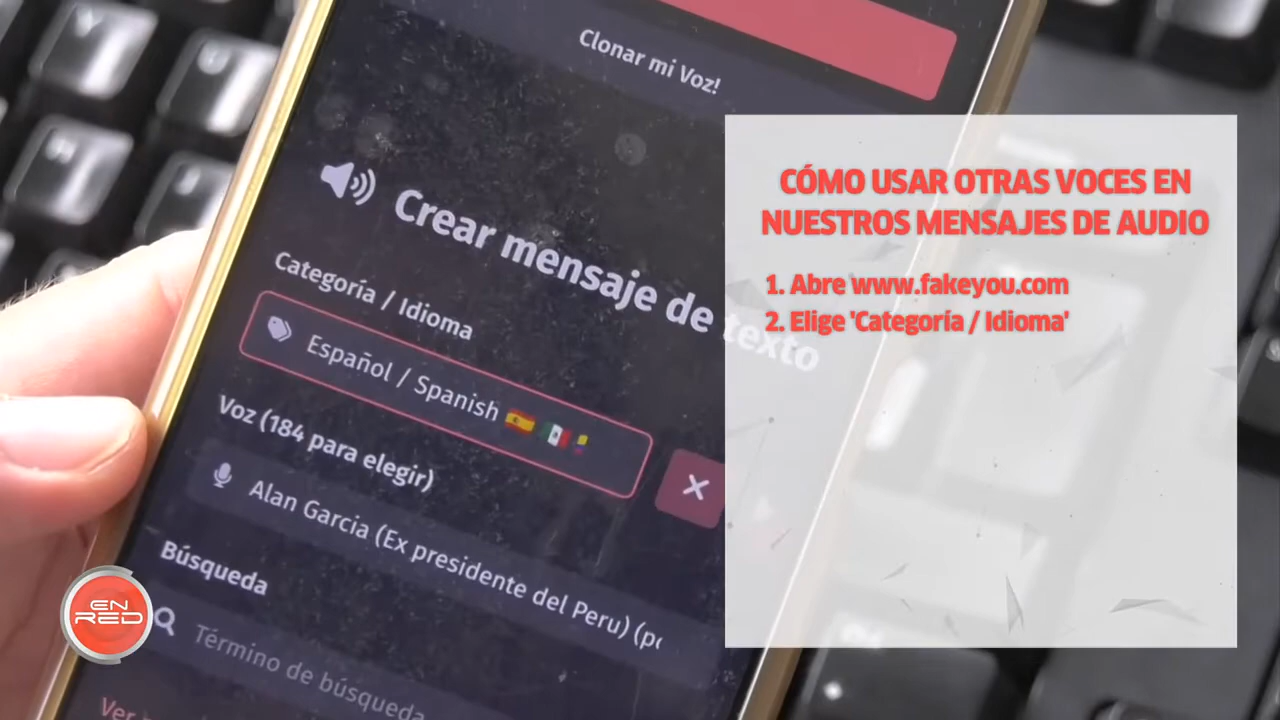 Clonar mi Voz!
Crear mensaje de texto
Categoría / Idioma
Español / Spanish
Voz (184 para elegir)
Alan Garcia (Ex presidente del Peru) (po
Búsqueda
Término de búsqueda
Ver
CÓMO USAR OTRAS VOCES EN
NUESTROS MENSAJES DE AUDIO
1. Abre www.fakeyou.com
2. Elige 'Categoría / Idioma'
EN
RED